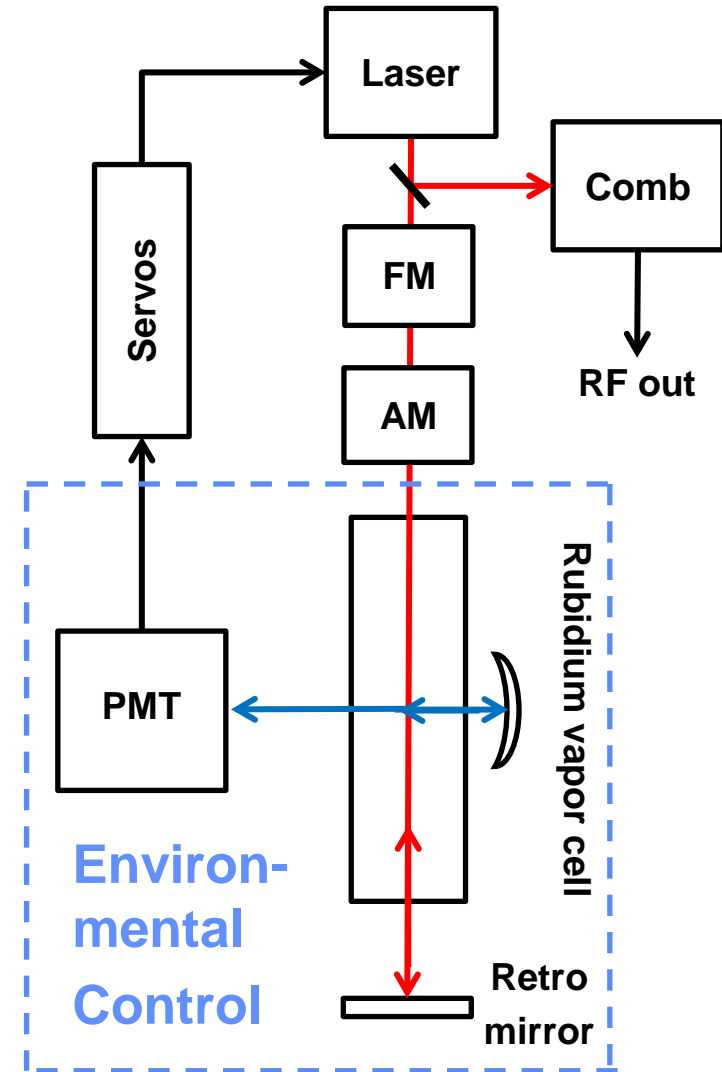 Laser
Comb
Servos
FM
RF out
AM
Rubidium vapor cell
PMT
Environ-
mental
Control
Retro
mirror